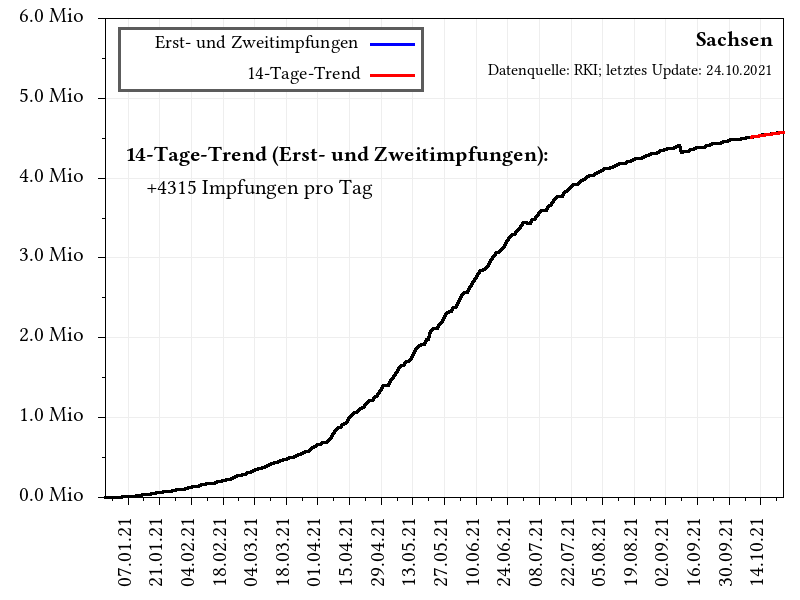 6.0 Mio
5.0 Mio
4.0 Mio
3.0 Mio
2.0 Mio
1.0 Mio
0.0 Mio
Erst- und Zweitimpfungen
14-Tage-Trend
Sachsen
Datenquelle: RKI; letztes Update: 24.10.2021
14-Tage-Trend (Erst- und Zweitimpfungen):
+4315 Impfungen pro Tag
07.01.21
21.01.21
04.02.21
18.02.21
04.03.21
18.03.21
01.04.21
15.04.21
29.04.21
13.05.21
27.05.21
10.06.21
24.06.21
08.07.21
22.07.21
05.08.21
19.08.21
02.09.21
16.09.21
30.09.21
14.10.21